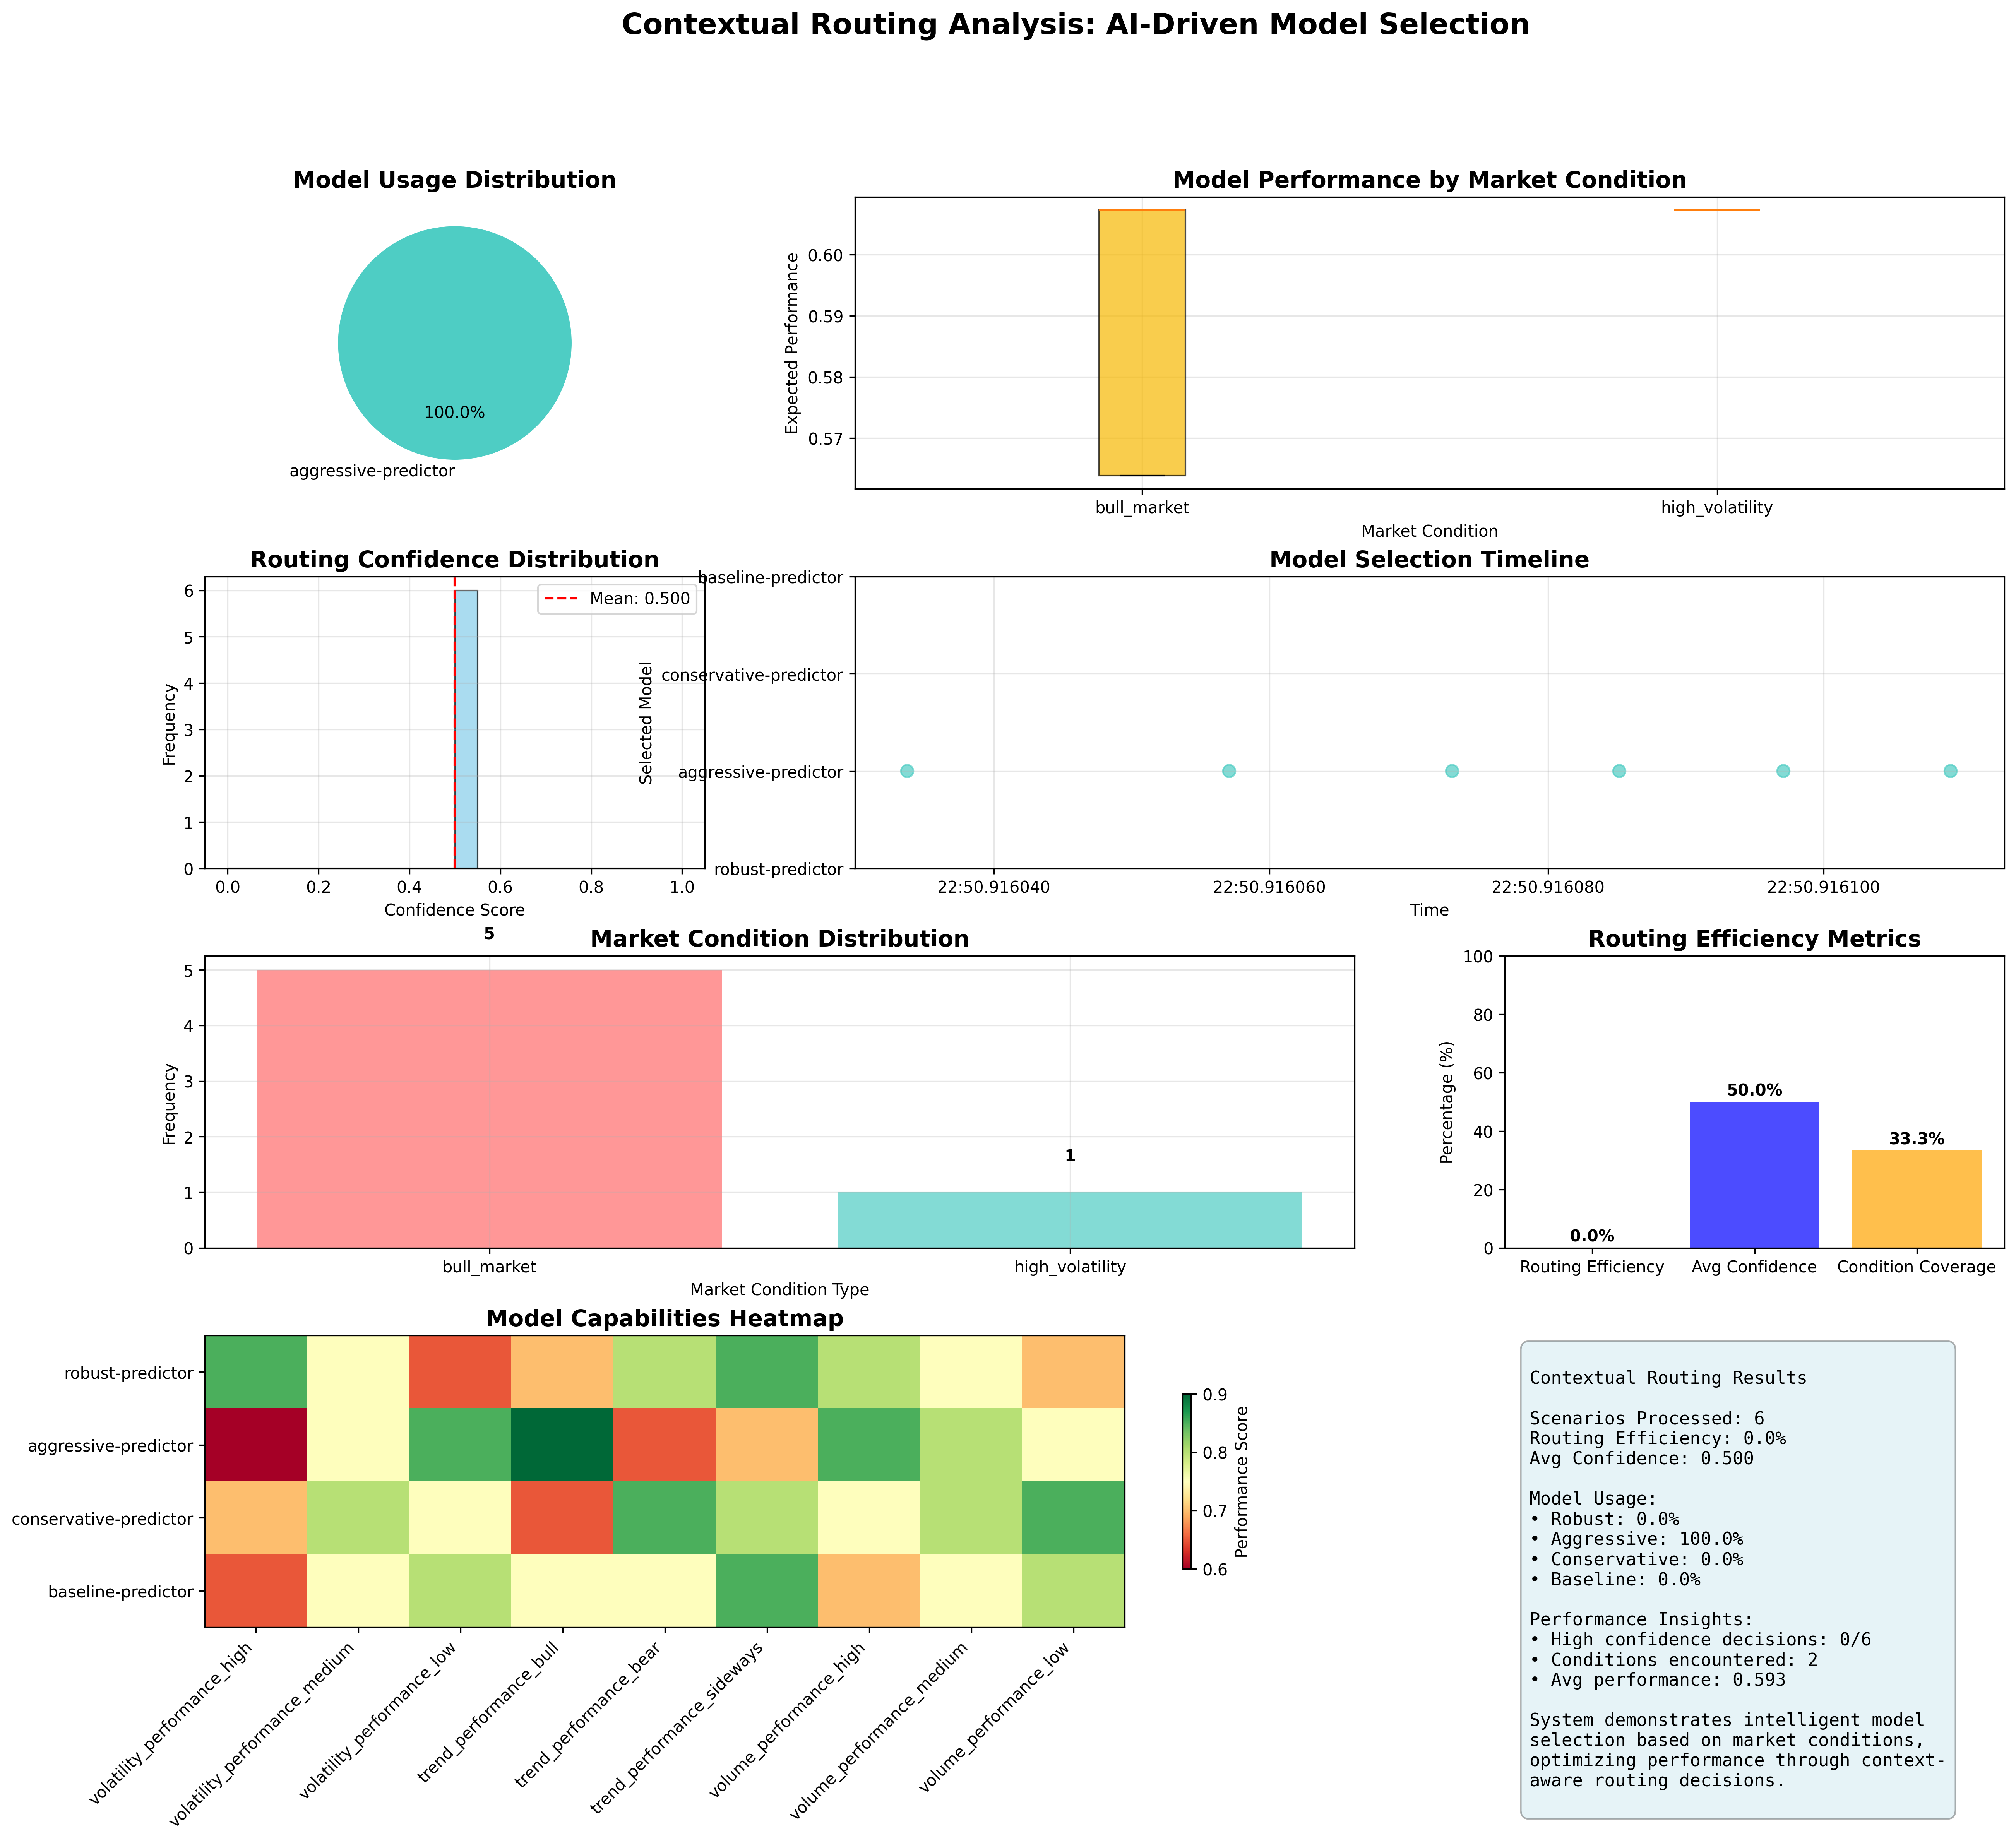 Contextual Routing Analysis: AI-Driven Model Selection
Model Usage Distribution
100.0%
aggressive-predictor
Model Performance by Market Condition
Expected Performance
0.60
0.59
0.58
0.57
bull_market
high_volatility
Market Condition
Routing Confidence Distribution
Frequency
6
5
4
3
2
1
0
Mean: 0.500
0.0
0.2
0.4
0.6
0.8
1.0
Confidence Score
Model Selection Timeline
Selected Model
baseline-predictor
conservative-predictor
aggressive-predictor
robust-predictor
22:50.916040
22:50.916060
22:50.916080
22:50.916100
Time
Market Condition Distribution
Frequency
5
4
3
2
1
0
5
1
bull_market
high_volatility
Market Condition Type
Routing Efficiency Metrics
Percentage (%)
100
80
60
40
20
0
0.0%
50.0%
33.3%
Routing Efficiency
Avg Confidence
Condition Coverage
Model Capabilities Heatmap
robust-predictor
aggressive-predictor
conservative-predictor
baseline-predictor
volatility_performance_high
volatility_performance_medium
volatility_performance_low
trend_performance_bull
trend_performance_bear
trend_performance_sideways
volume_performance_high
volume_performance_medium
volume_performance_low
0.9
0.8
0.7
0.6
Performance Score
Contextual Routing Results
Scenarios Processed: 6
Routing Efficiency: 0.0%
Avg Confidence: 0.500
Model Usage:
• Robust: 0.0%
• Aggressive: 100.0%
• Conservative: 0.0%
• Baseline: 0.0%
Performance Insights:
• High confidence decisions: 0/6
• Conditions encountered: 2
• Avg performance: 0.593
System demonstrates intelligent model
selection based on market conditions,
optimizing performance through context-
aware routing decisions.